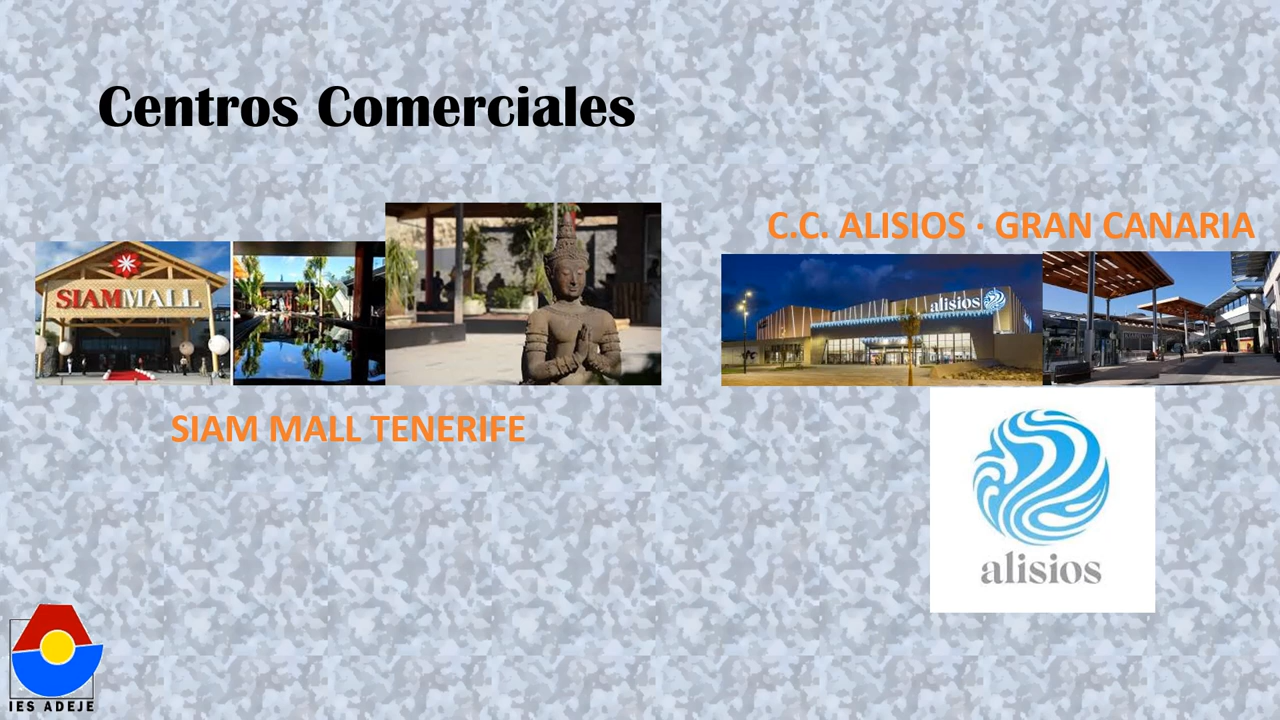 Centros Comerciales
SIAMMALL
SIAM MALL TENERIFE
C.C. ALISIOS · GRAN CANARIA
alisios
alisios
IES ADEJE